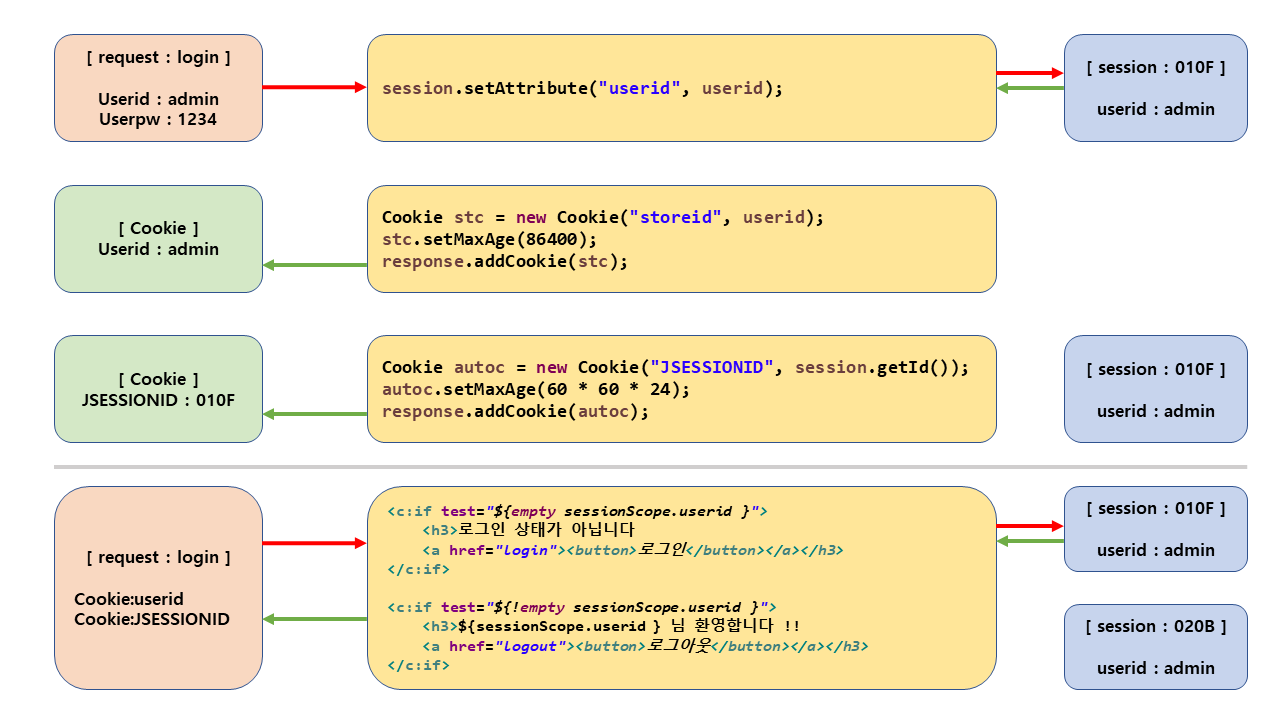 [ request : login ]
Userid : admin
Userpw : 1234
session.setAttribute("userid", userid);
[ session : 010F ]
userid : admin
[ Cookie ]
Userid : admin
Cookie stc = new Cookie("storeid", userid);
stc.setMaxAge(86400);
response.addCookie(stc);
[ Cookie ]
JSESSIONID : 010F
Cookie autoc = new Cookie("JSESSIONID", session.getId());
autoc.setMaxAge(60 * 60 * 24);
response.addCookie(autoc);
[ session : 010F ]
userid : admin
[ request : login ]
Cookie:userid
Cookie:JSESSIONID
<c:if test="${empty sessionScope.userid }">
<h3>로그인 상태가 아닙니다
<a href="login"><button>로그인</button></a></h3>
</c:if>
<c:if test="${!empty sessionScope.userid }">
<h3>${sessionScope.userid } 님 환영합니다 !!
<a href="logout"><button>로그아웃</button></a></h3>
</c:if>
[ session : 010F ]
userid : admin
[ session : 020B ]
userid : admin